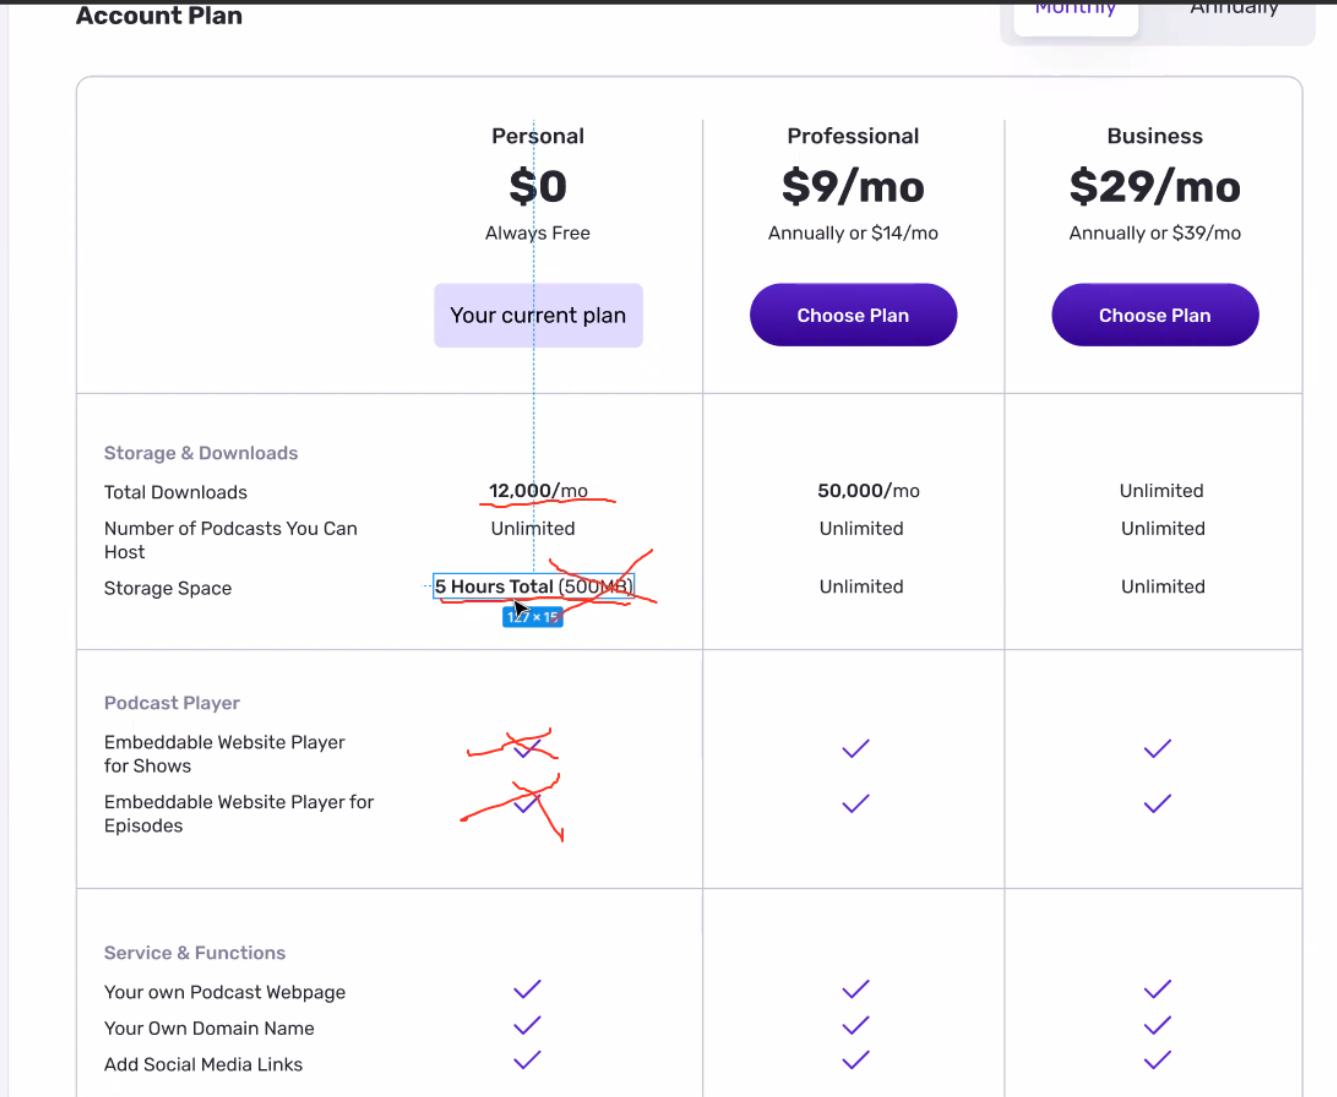 Account Plan
Monthly Annually
Personal Professional Business
$0 $9/mo $29/mo
Always Free Annually or $14/mo Annually or $39/mo
Your current plan Choose Plan Choose Plan
Storage & Downloads
Total Downloads 12,000/mo 50,000/mo Unlimited
Number of Podcasts You Can Unlimited Unlimited Unlimited
Host
Storage Space 5 Hours Total (500MB) Unlimited Unlimited
127 × 15
Podcast Player
Embeddable Website Player
for Shows
Embeddable Website Player for
Episodes
Service & Functions
Your own Podcast Webpage
Your Own Domain Name
Add Social Media Links